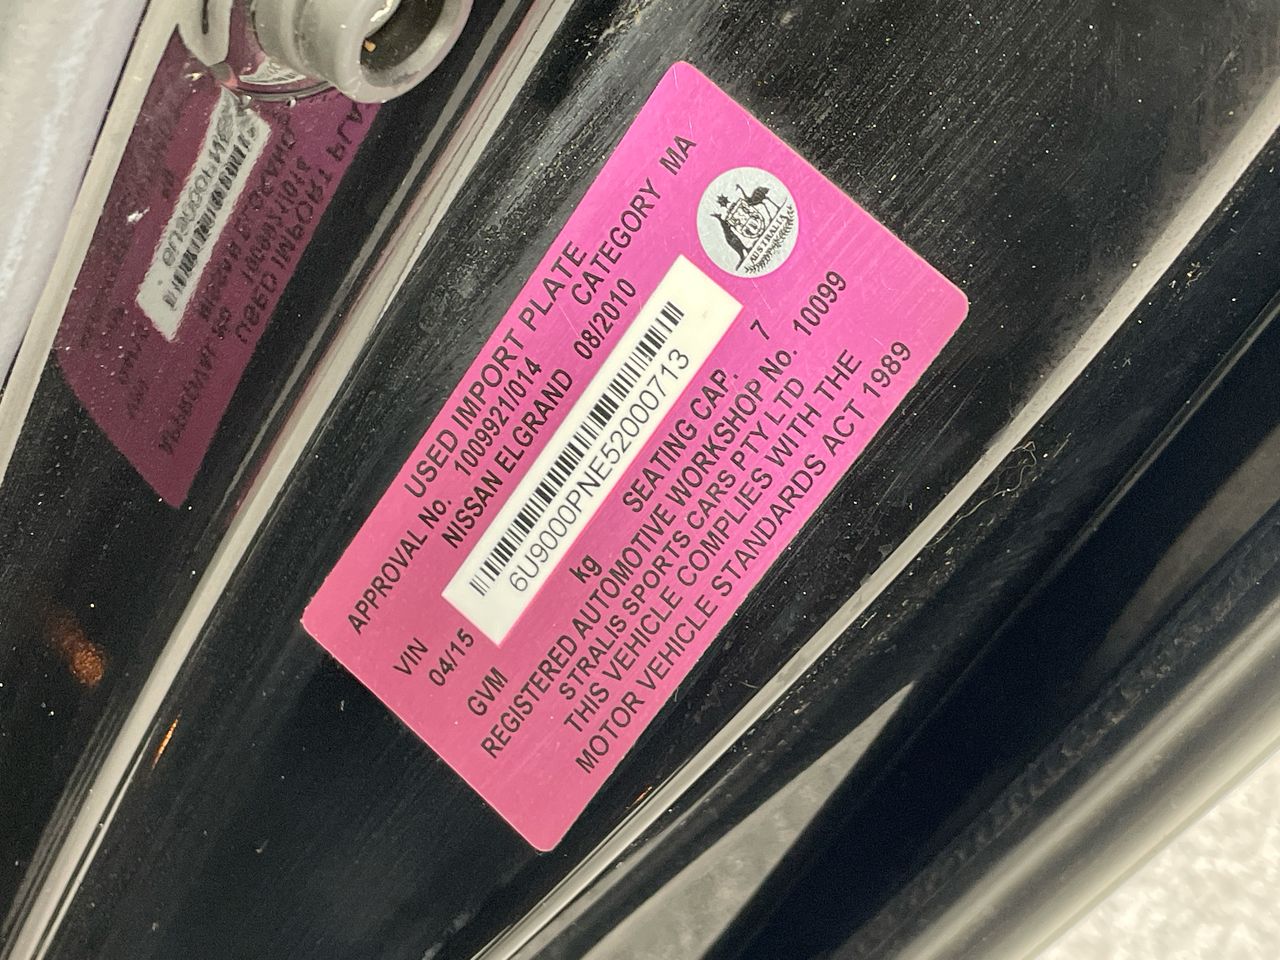 USED IMPORT PLATE
APPROVAL No. 1009921/014 CATEGORY MA
NISSAN ELGRAND 08/2010
VIN
6U9000PNE52000713
04/15
GVM kg SEATING CAP. 7
REGISTERED AUTOMOTIVE WORKSHOP No. 10099
STRALIS SPORTS CARS PTY LTD
THIS VEHICLE COMPLIES WITH THE
MOTOR VEHICLE STANDARDS ACT 1989
AUSTRALIA